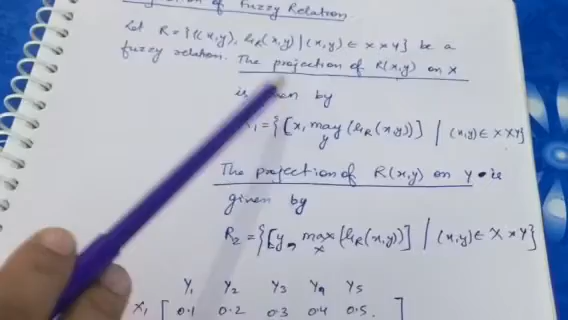 of Fuzzy Relation.
Let R = {((x,y), μR(x,y) | (x,y) ∈ X × Y} be a
fuzzy relation. The projection of R(x,y) on X
is given by
R1 = {[x, max y (μR(x,y))] | (x,y) ∈ X×Y}
The projection of R(x,y) on Y is
given by
R2 = {[y, max x (μR(x,y))] | (x,y) ∈ X × Y}
Y1 Y2 Y3 Y4 Y5
x1 [ 0.1 0.2 0.3 0.4 0.5. ]